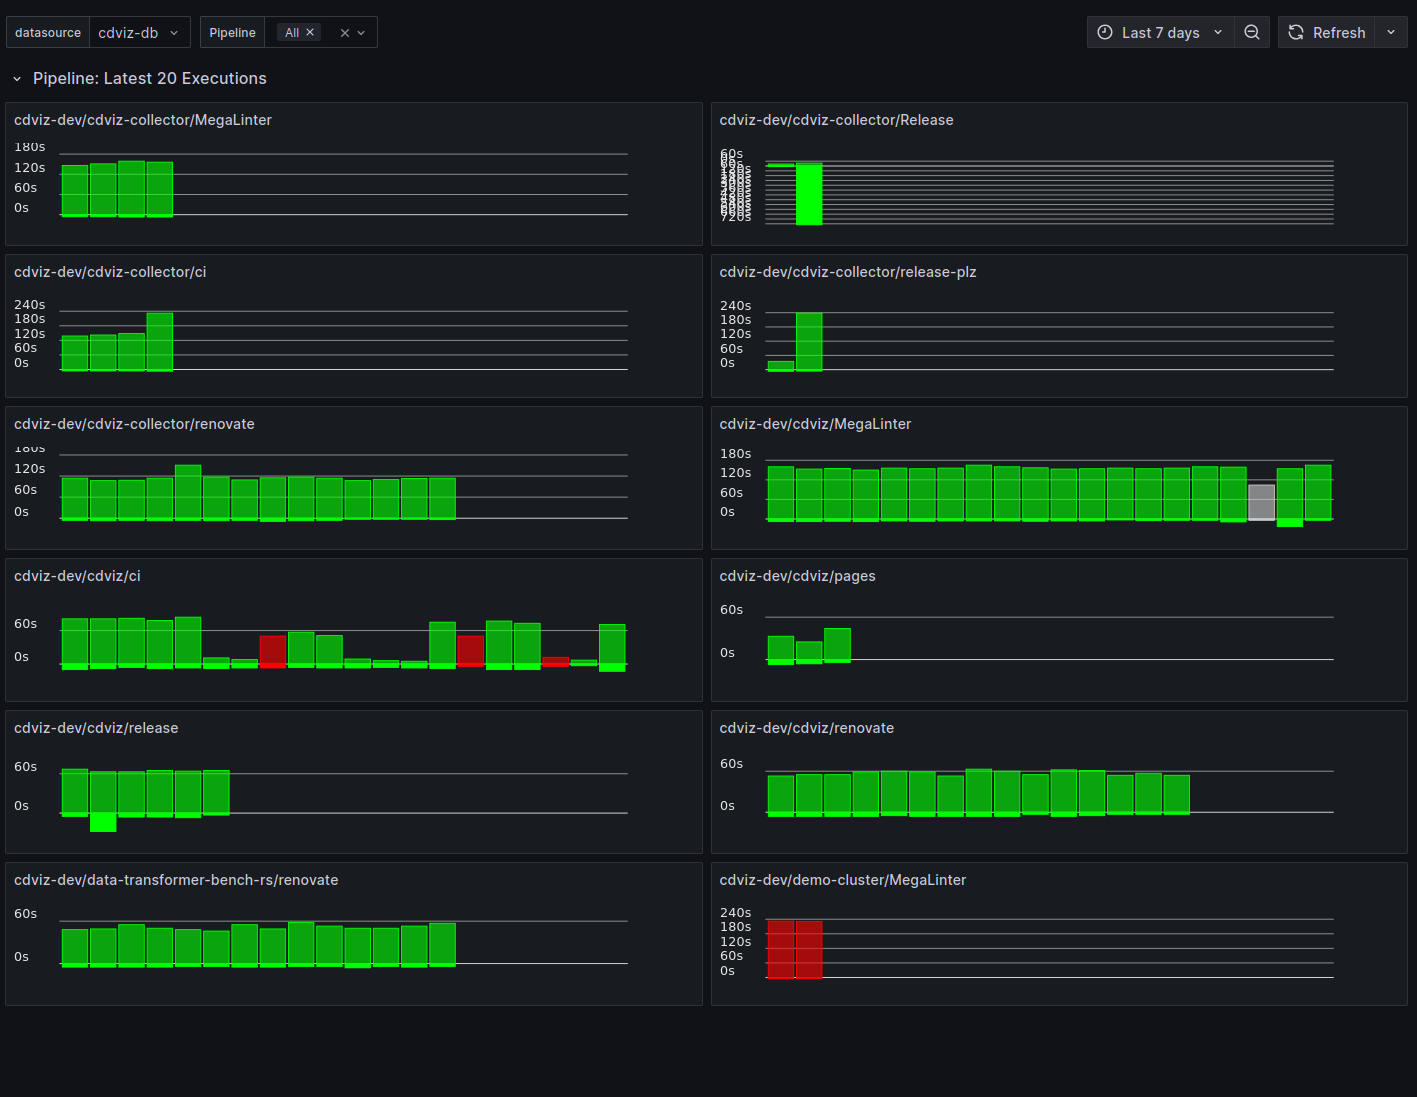 datasource cdviz-db Pipeline All Last 7 days Refresh
Pipeline: Latest 20 Executions
cdviz-dev/cdviz-collector/MegaLinter
180s
120s
60s
0s
cdviz-dev/cdviz-collector/Release
60s
720s
cdviz-dev/cdviz-collector/ci
240s
180s
120s
60s
0s
cdviz-dev/cdviz-collector/release-plz
240s
180s
120s
60s
0s
cdviz-dev/cdviz-collector/renovate
180s
120s
60s
0s
cdviz-dev/cdviz/MegaLinter
180s
120s
60s
0s
cdviz-dev/cdviz/ci
60s
0s
cdviz-dev/cdviz/pages
60s
0s
cdviz-dev/cdviz/release
60s
0s
cdviz-dev/cdviz/renovate
60s
0s
cdviz-dev/data-transformer-bench-rs/renovate
60s
0s
cdviz-dev/demo-cluster/MegaLinter
240s
180s
120s
60s
0s